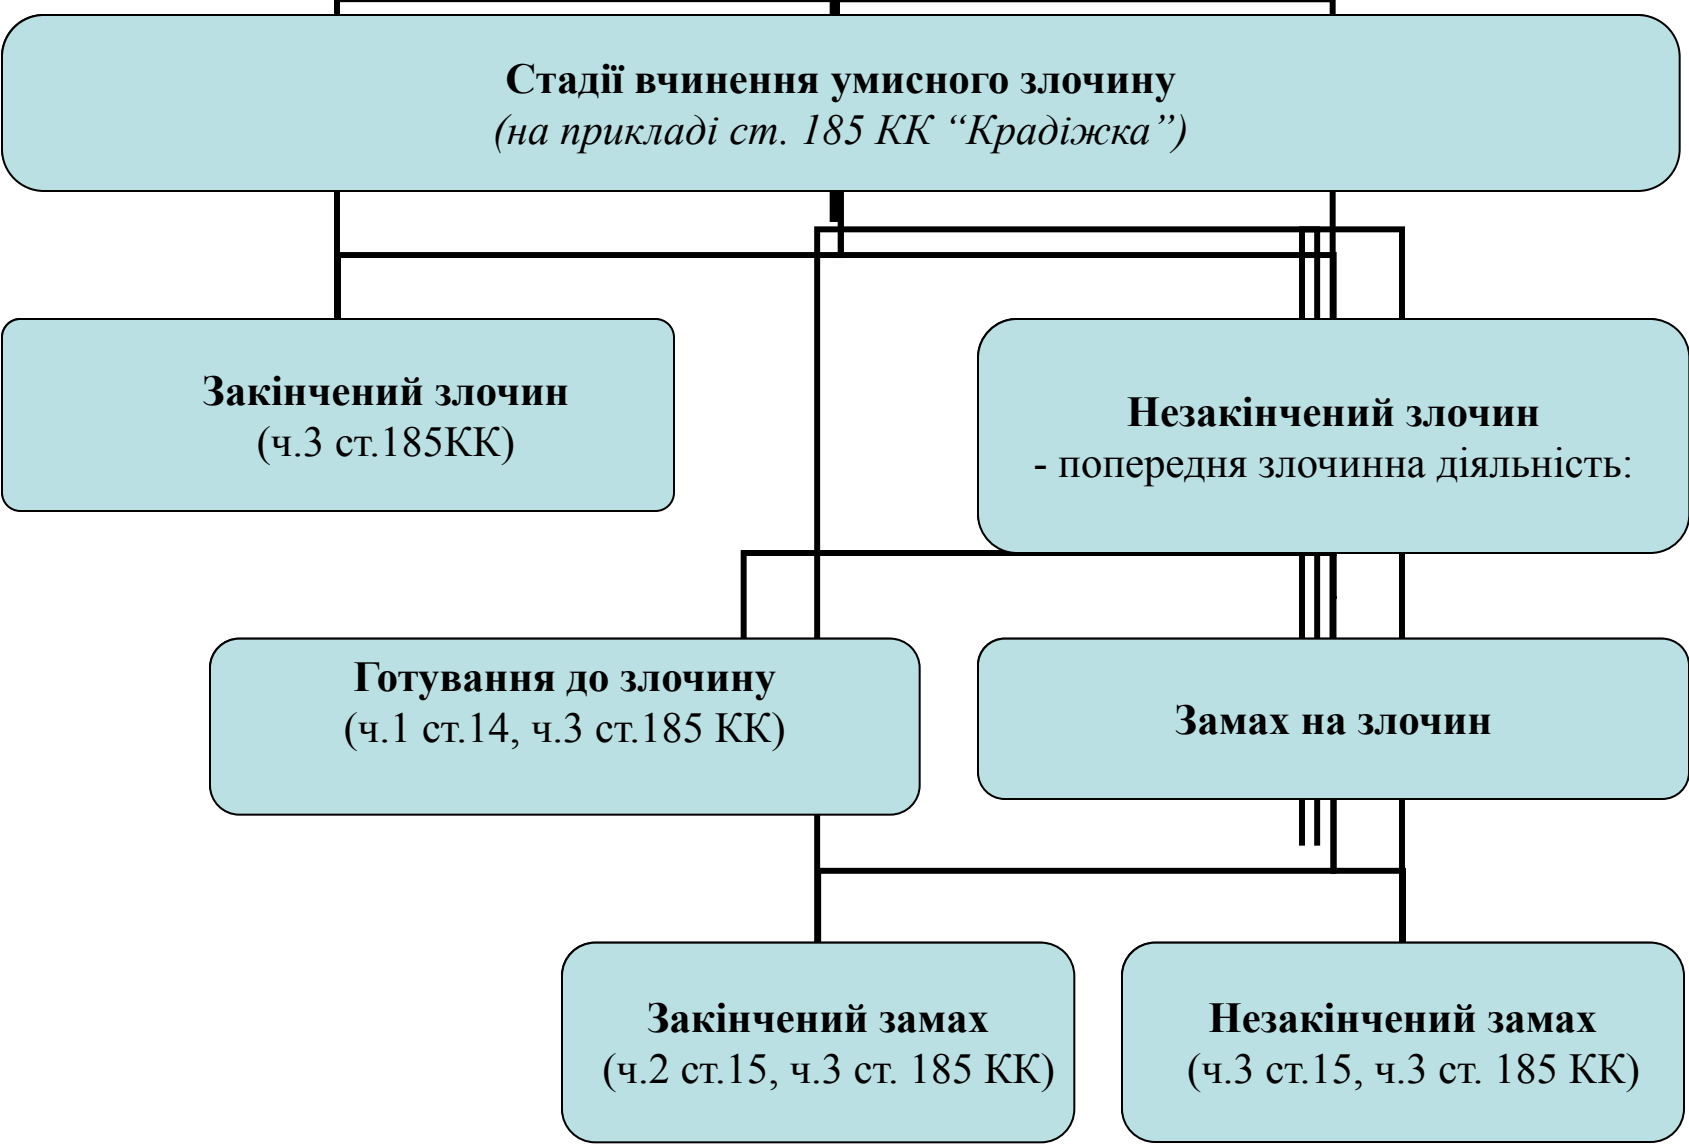 Стадії вчинення умисного злочину
(на прикладі ст. 185 КК “Крадіжка”)
Закінчений злочин
(ч.3 ст.185КК)
Незакінчений злочин
- попередня злочинна діяльність:
Готування до злочину
(ч.1 ст.14, ч.3 ст.185 КК)
Замах на злочин
Закінчений замах
(ч.2 ст.15, ч.3 ст. 185 КК)
Незакінчений замах
(ч.3 ст.15, ч.3 ст. 185 КК)